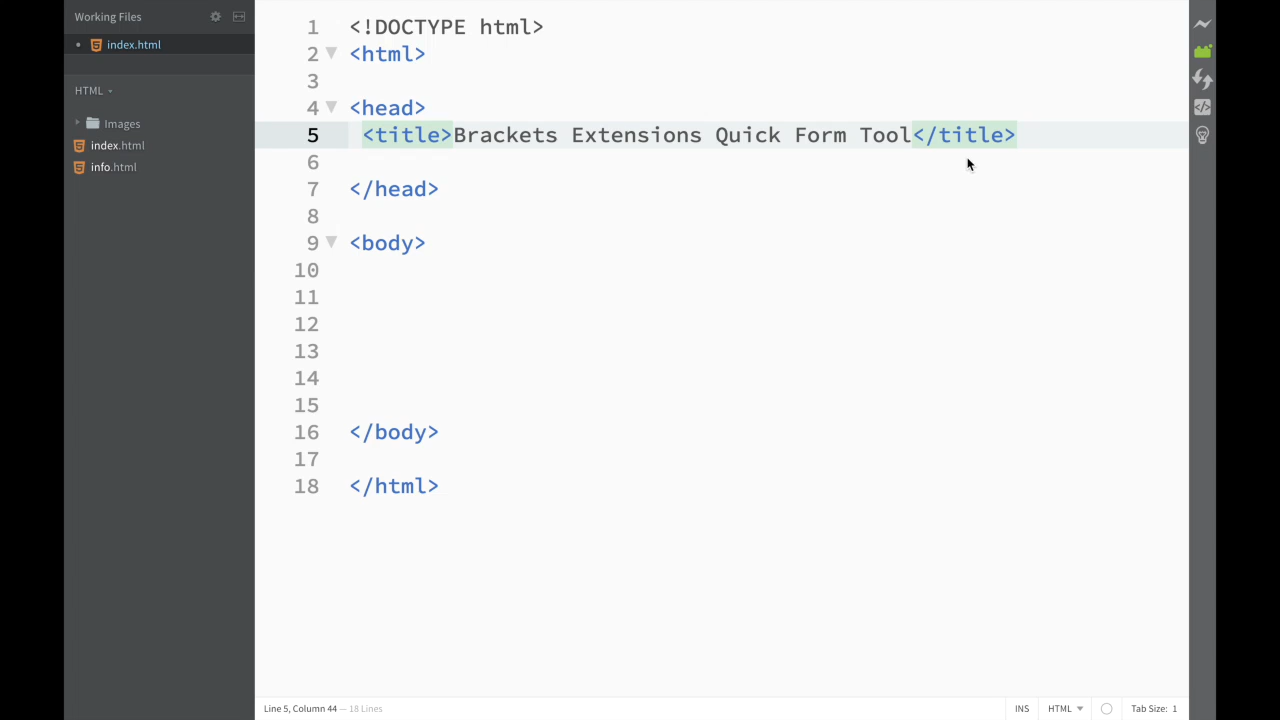 Working Files
index.html
HTML
Images
index.html
info.html
1 <!DOCTYPE html>
2 <html>
3
4 <head>
5 <title>Brackets Extensions Quick Form Tool</title>
6
7 </head>
8
9 <body>
10
11
12
13
14
15
16 </body>
17
18 </html>
Line 5, Column 44 — 18 Lines
INS HTML Tab Size: 1